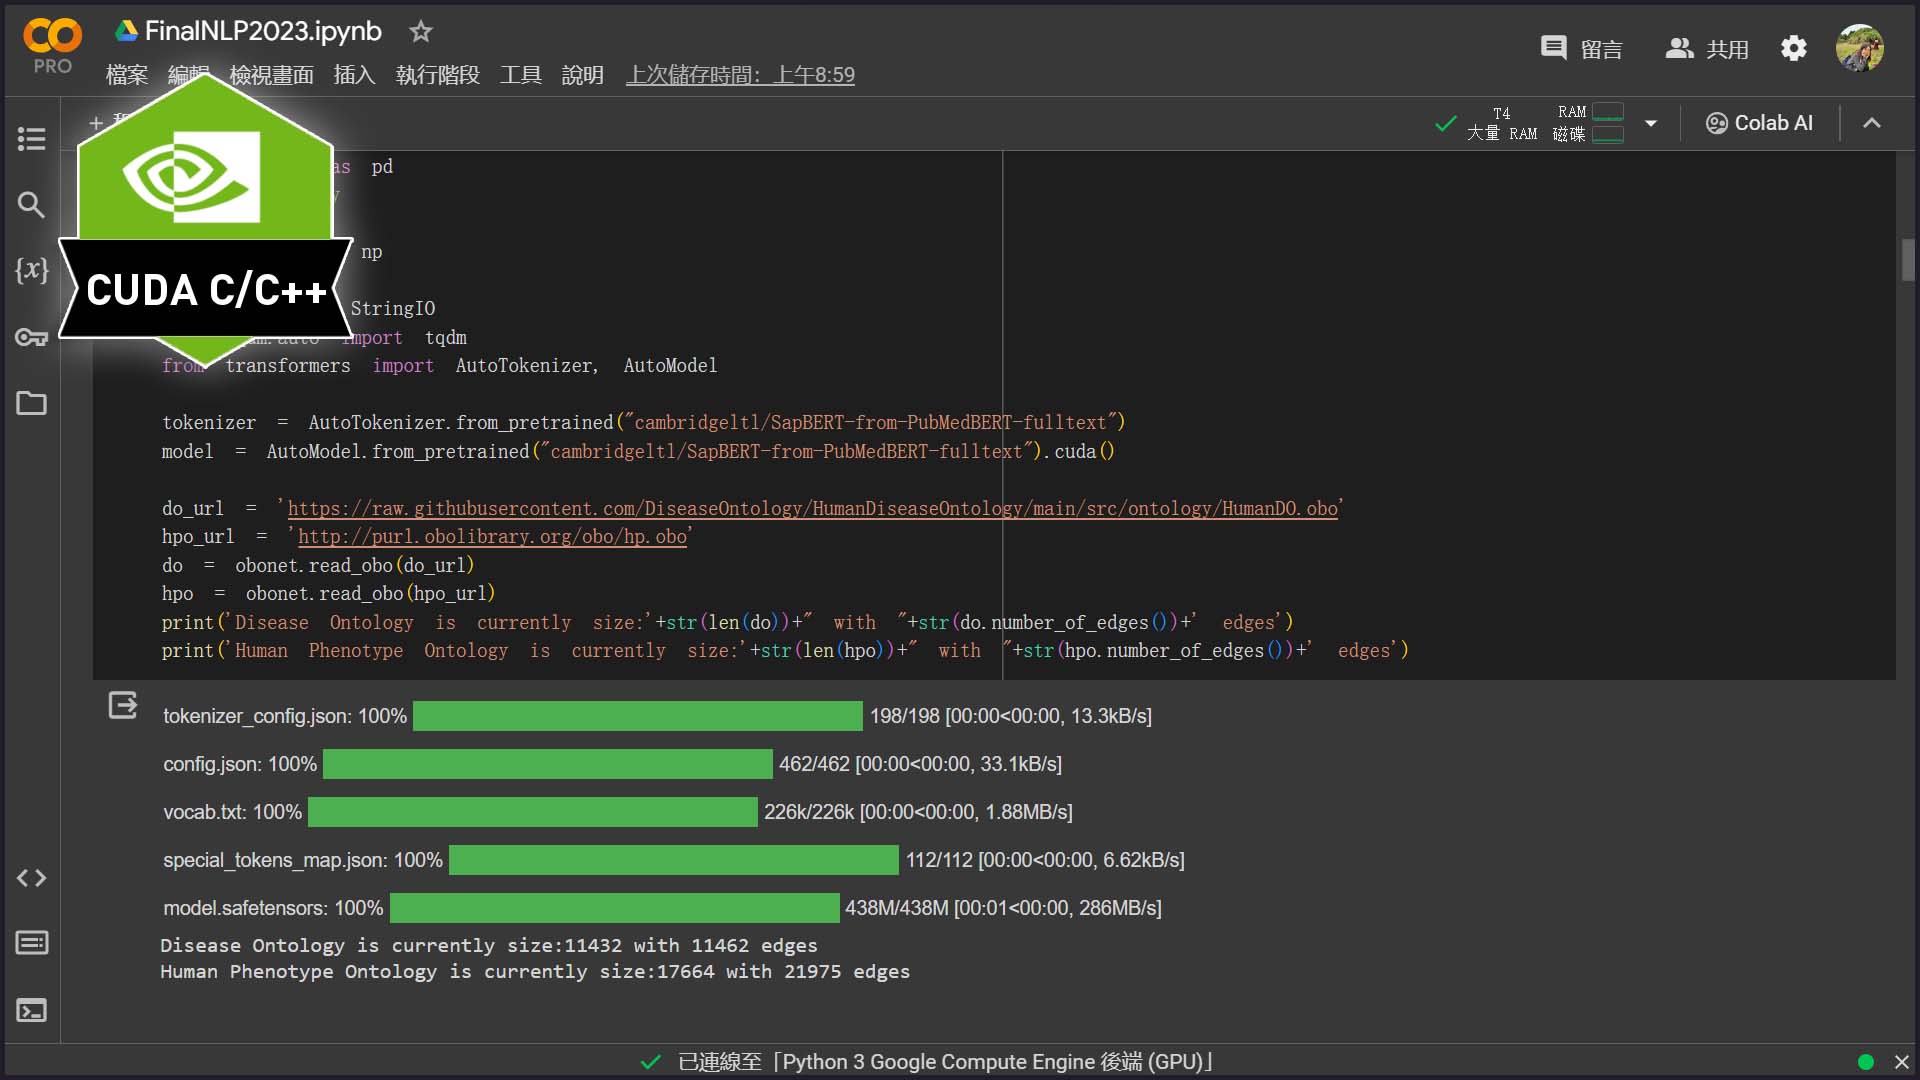 FinalNLP2023.ipynb
PRO
留言
共用
檔案 檢視畫面 插入 執行階段 工具 說明 上次儲存時間：上午8:59
T4
大量 RAM
RAM
磁碟
Colab AI
CUDA C/C++
as pd
np
StringIO
import tqdm
from transformers import AutoTokenizer, AutoModel
tokenizer = AutoTokenizer.from_pretrained("cambridgeltl/SapBERT-from-PubMedBERT-fulltext")
model = AutoModel.from_pretrained("cambridgeltl/SapBERT-from-PubMedBERT-fulltext").cuda()
do_url = 'https://raw.githubusercontent.com/DiseaseOntology/HumanDiseaseOntology/main/src/ontology/HumanDO.obo'
hpo_url = 'http://purl.obolibrary.org/obo/hp.obo'
do = obonet.read_obo(do_url)
hpo = obonet.read_obo(hpo_url)
print('Disease Ontology is currently size:'+str(len(do))+" with "+str(do.number_of_edges())+' edges')
print('Human Phenotype Ontology is currently size:'+str(len(hpo))+" with "+str(hpo.number_of_edges())+' edges')
tokenizer_config.json: 100% 198/198 [00:00<00:00, 13.3kB/s]
config.json: 100% 462/462 [00:00<00:00, 33.1kB/s]
vocab.txt: 100% 226k/226k [00:00<00:00, 1.88MB/s]
special_tokens_map.json: 100% 112/112 [00:00<00:00, 6.62kB/s]
model.safetensors: 100% 438M/438M [00:01<00:00, 286MB/s]
Disease Ontology is currently size:11432 with 11462 edges
Human Phenotype Ontology is currently size:17664 with 21975 edges
已連線至「Python 3 Google Compute Engine 後端 (GPU)」